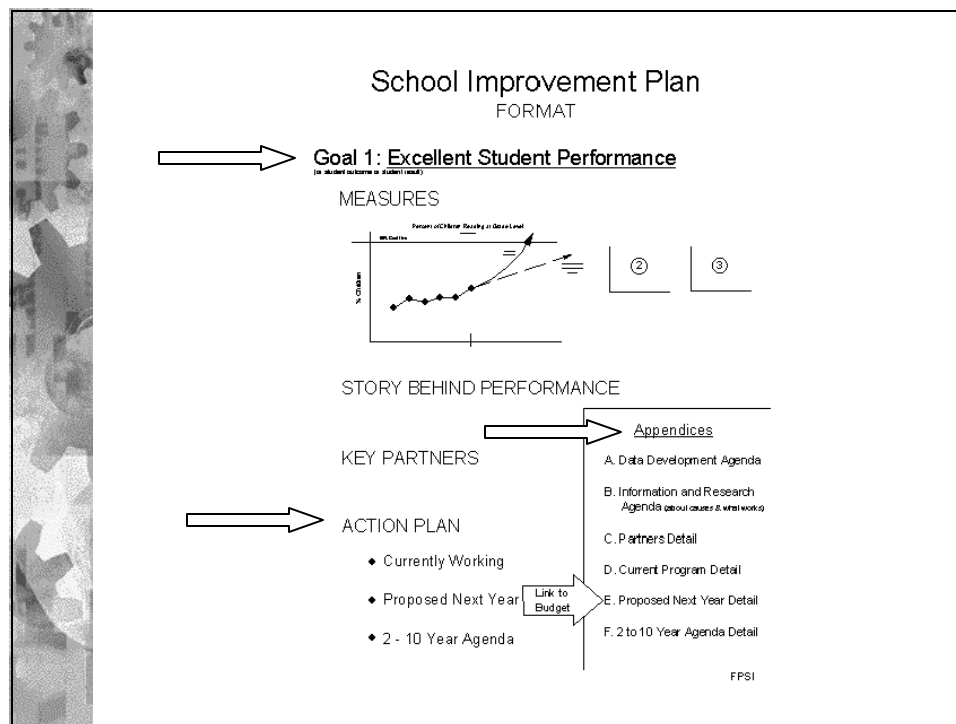 School Improvement Plan
FORMAT
Goal 1: Excellent Student Performance
(or student outcome or student result)
MEASURES
Percent of Children Reading at Grade Level
% Children
2
3
STORY BEHIND PERFORMANCE
KEY PARTNERS
ACTION PLAN
Currently Working
Proposed Next Year
2 - 10 Year Agenda
Link to
Budget
Appendices
A. Data Development Agenda
B. Information and Research
Agenda (about causes & what works)
C. Partners Detail
D. Current Program Detail
E. Proposed Next Year Detail
F. 2 to 10 Year Agenda Detail
FPSI